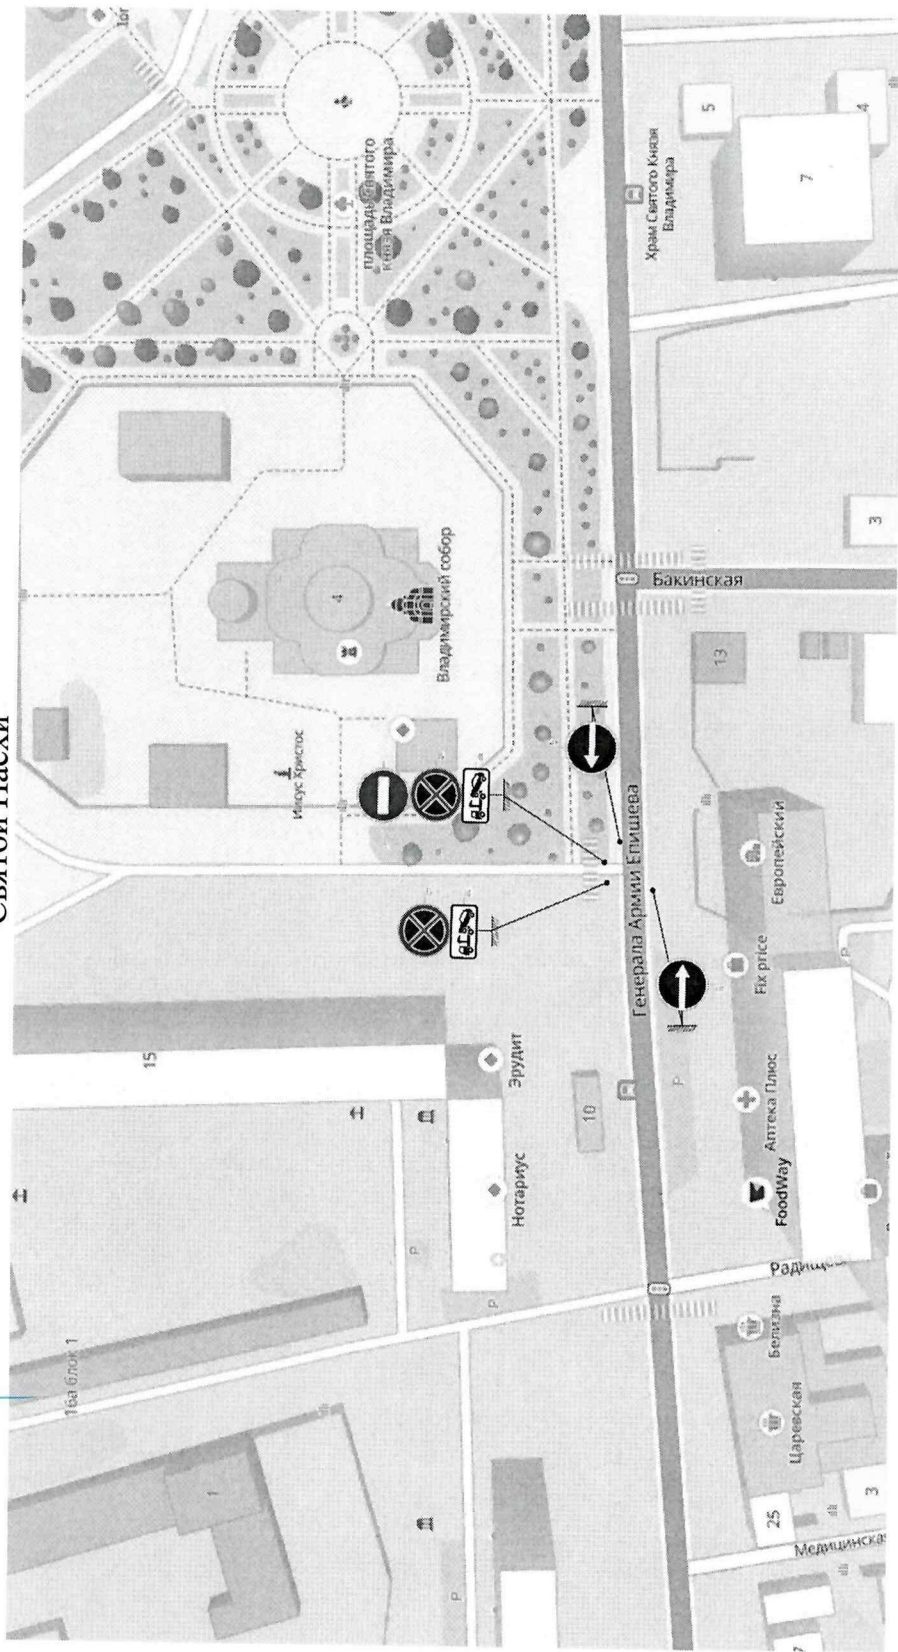 Святой Пасхи
1
16а блок 1
15
Нотариус
Эрудит
10
Иисус Христос
4
Владимирский собор
площадь Святого
князя Владимира
Генерала Армии Епишева
Бакинская
Храм Святого Князя
Владимира
5
4
7
3
13
Европейский
Fix price
Аптека Плюс
FoodWay
P
P
P
P
P
Белизна
Царевская
25
3
Медицинская